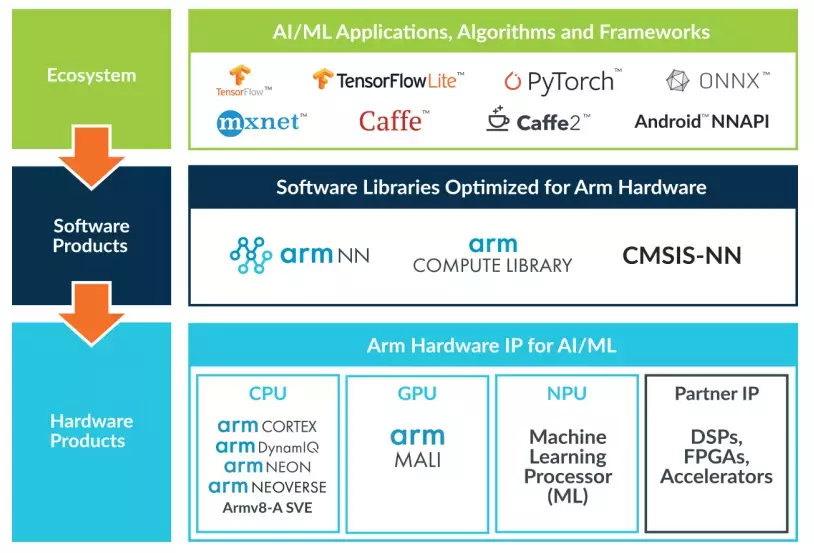 Ecosystem
AI/ML Applications, Algorithms and Frameworks
TensorFlow™
TensorFlow Lite™
PyTorch™
ONNX™
mxnet™
Caffe™
Caffe2™
Android™ NNAPI
Software
Products
Software Libraries Optimized for Arm Hardware
arm NN
arm
COMPUTE LIBRARY
CMSIS-NN
Hardware
Products
Arm Hardware IP for AI/ML
CPU
arm CORTEX
arm DynamIQ
arm NEON
arm NEOVERSE
Armv8-A SVE
GPU
arm
MALI
NPU
Machine
Learning
Processor
(ML)
Partner IP
DSPs,
FPGAs,
Accelerators